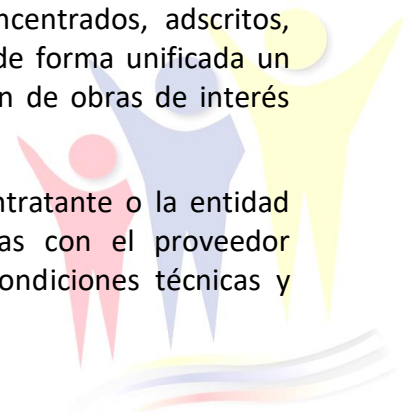 ncentrados, adscritos,
de forma unificada un
n de obras de interés
ntratante o la entidad
as con el proveedor
ondiciones técnicas y